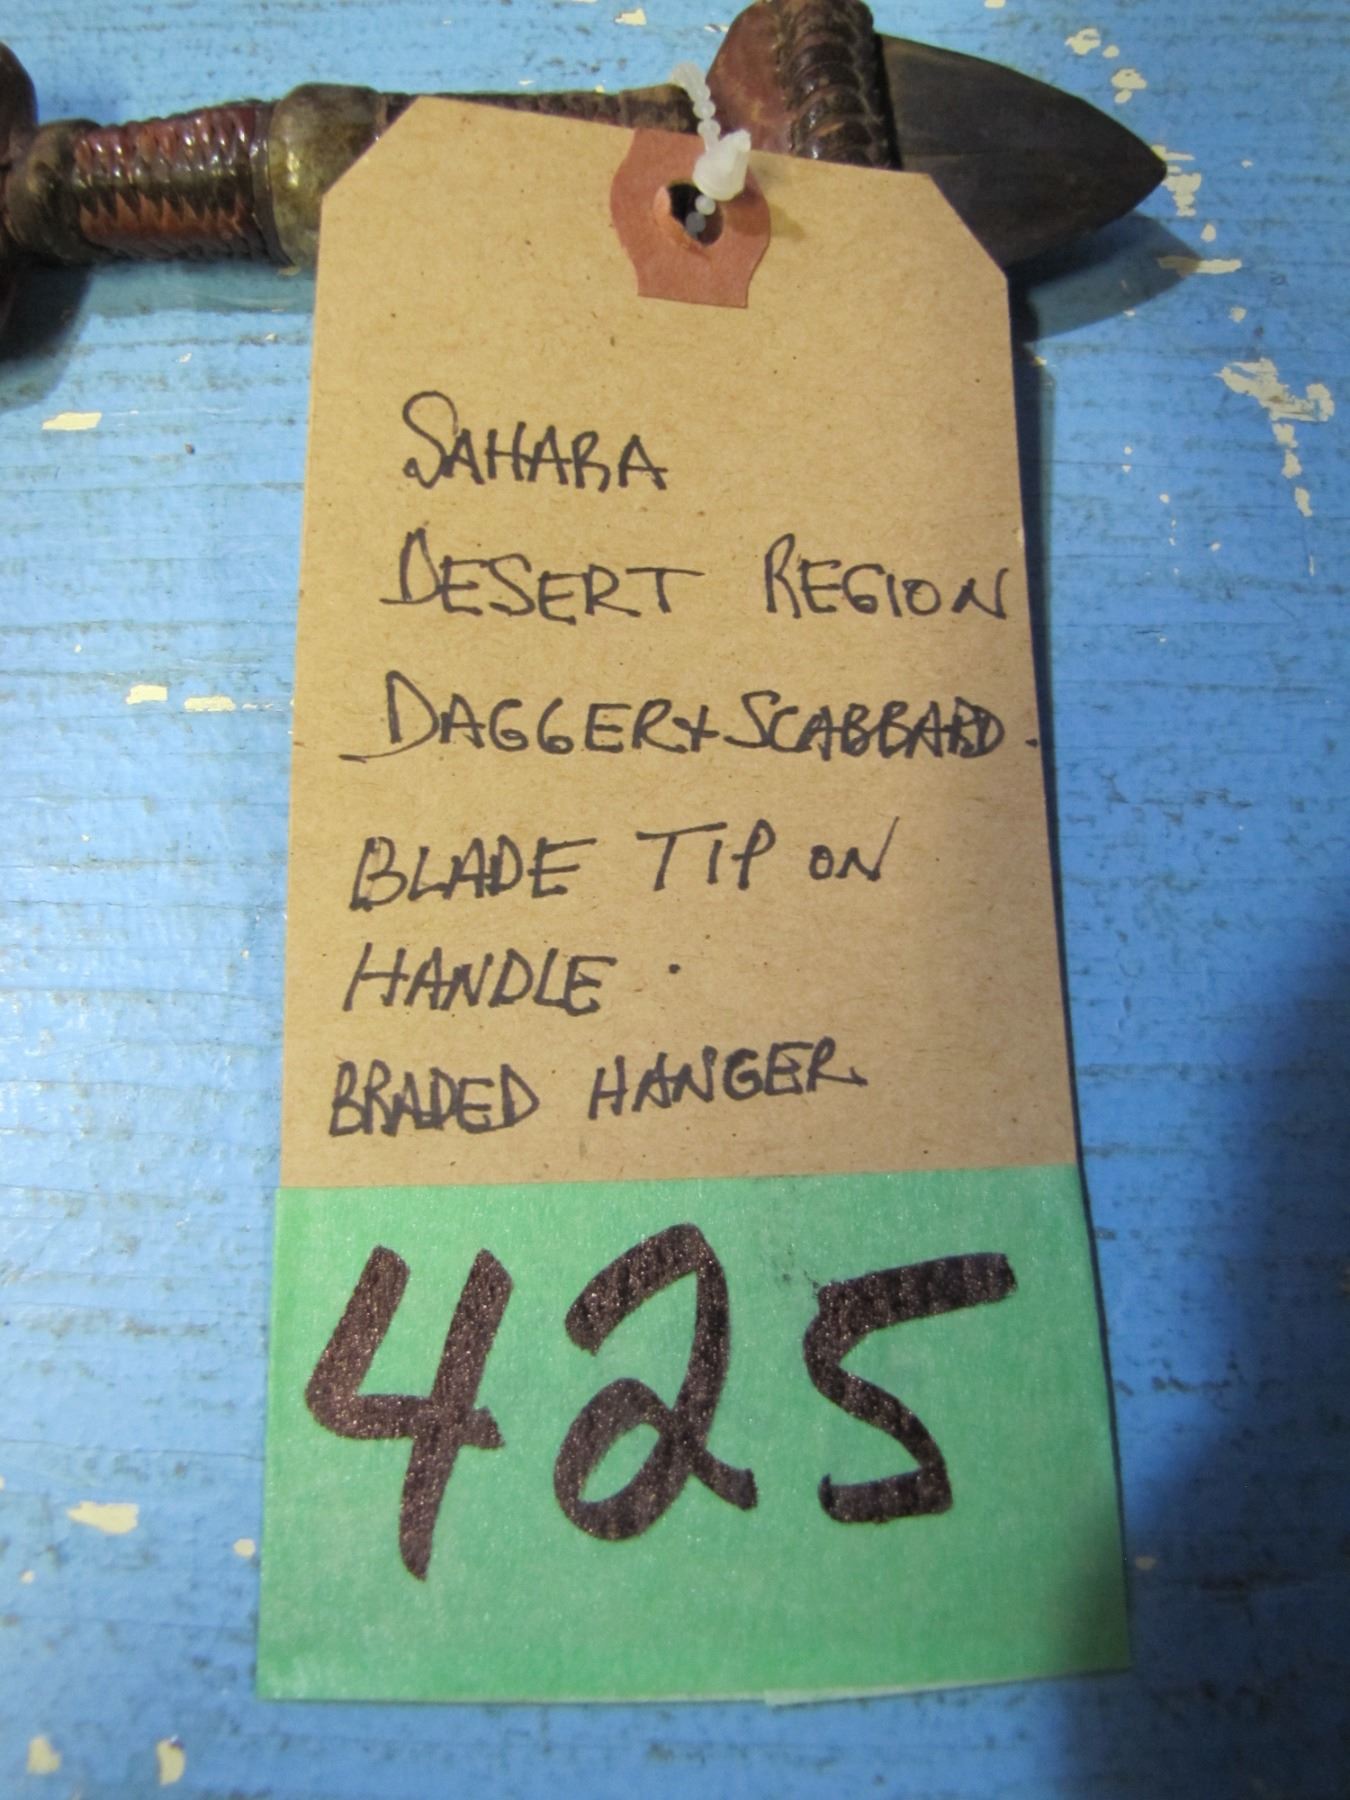 SAHARA
DESERT REGION
DAGGER + SCABBARD.
BLADE TIP ON
HANDLE.
BRADED HANGER
425